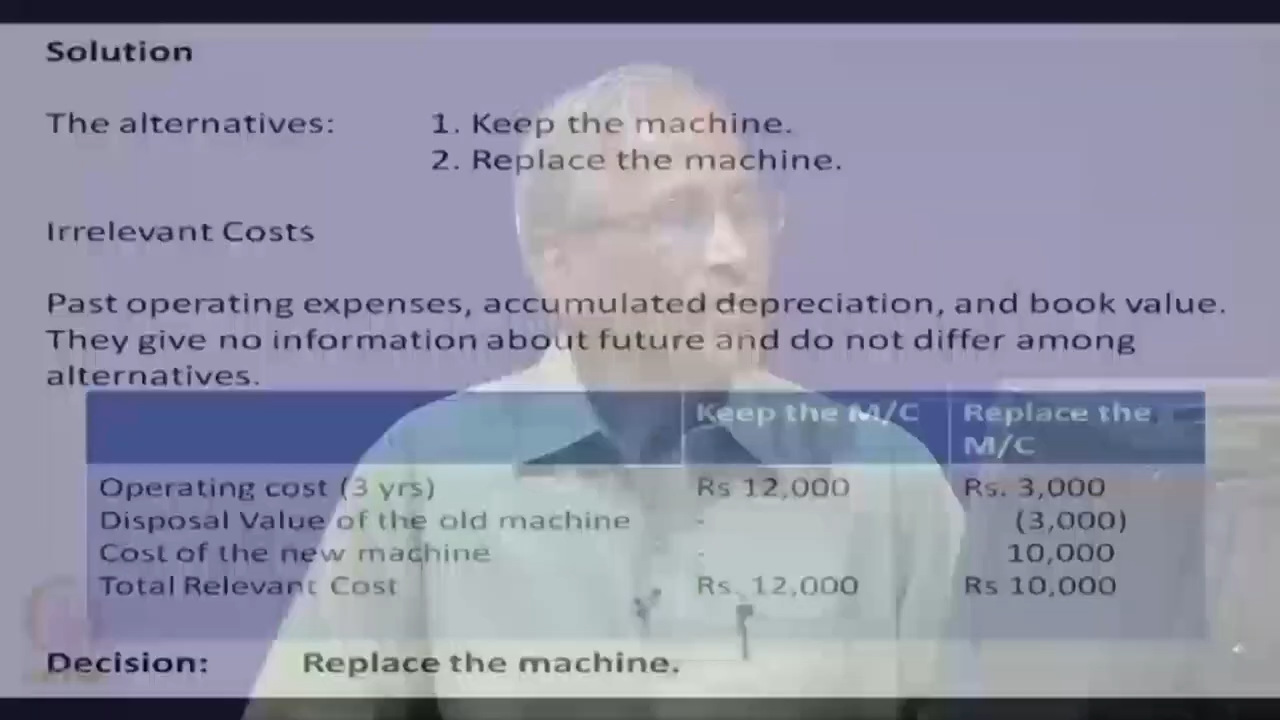 Solution
The alternatives: 1. Keep the machine.
2. Replace the machine.
Irrelevant Costs
Past operating expenses, accumulated depreciation, and book value.
They give no information about future and do not differ among
alternatives.
Keep the M/C Replace the M/C
Operating cost (3 yrs) Rs 12,000 Rs. 3,000
Disposal Value of the old machine - (3,000)
Cost of the new machine - 10,000
Total Relevant Cost Rs. 12,000 Rs 10,000
Decision: Replace the machine.